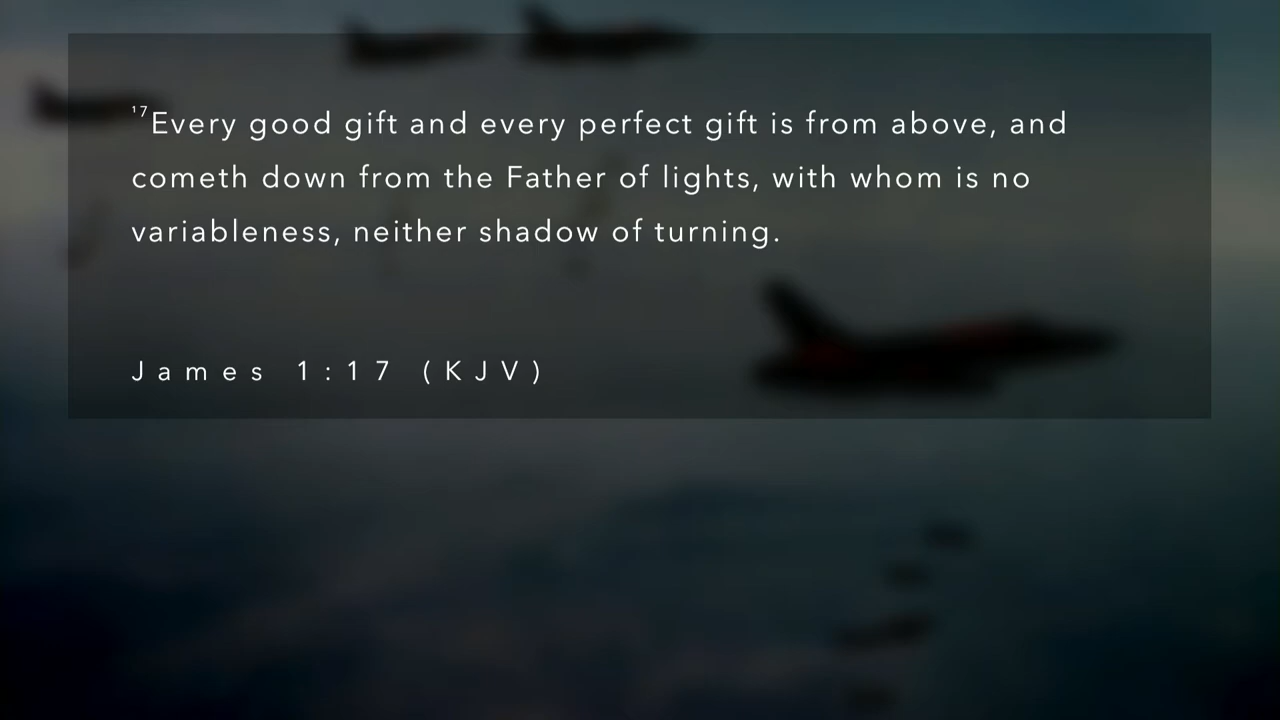 ¹⁷Every good gift and every perfect gift is from above, and
cometh down from the Father of lights, with whom is no
variableness, neither shadow of turning.
James 1:17 (KJV)